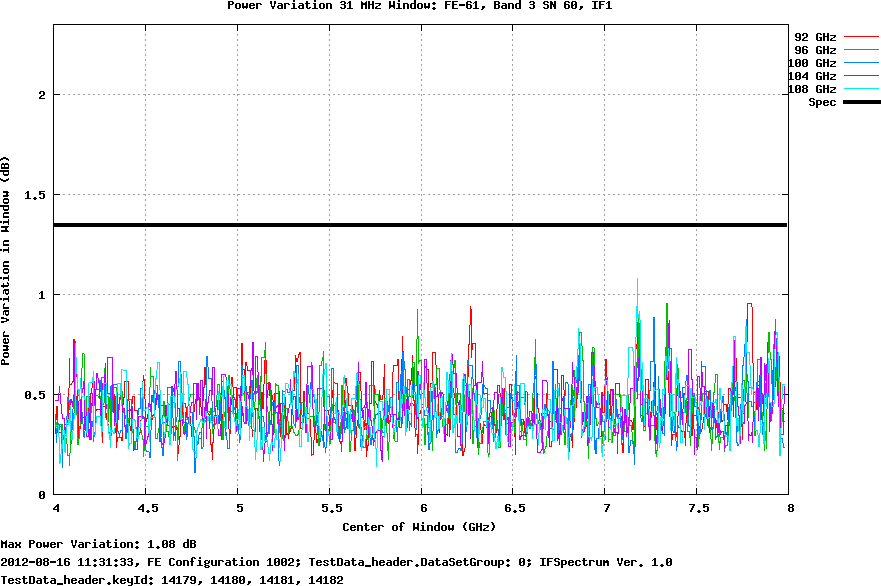 Power Variation 31 MHz Window: FE-61, Band 3 SN 60, IF1
92 GHz
96 GHz
100 GHz
104 GHz
108 GHz
Spec
Power Variation in Window (dB)
2
1.5
1
0.5
0
4 4.5 5 5.5 6 6.5 7 7.5 8
Center of Window (GHz)
Max Power Variation: 1.08 dB
2012-08-16 11:31:33, FE Configuration 1002; TestData_header.DataSetGroup: 0; IFSpectrum Ver. 1.0
TestData_header.keyId: 14179, 14180, 14181, 14182